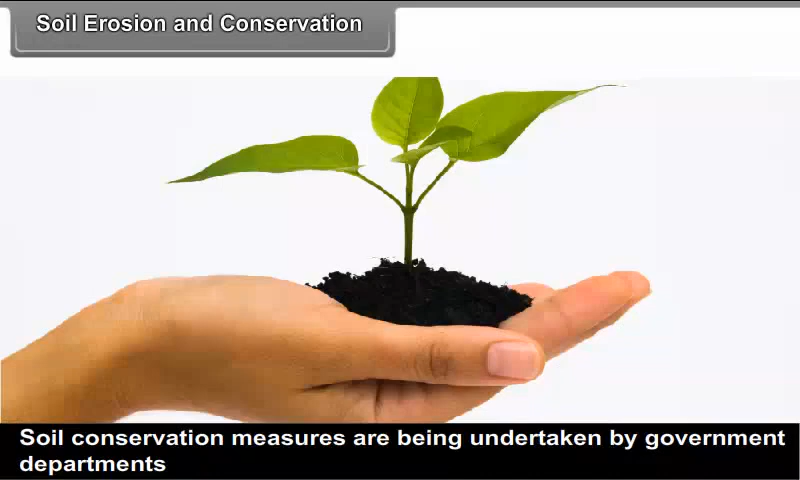 Soil Erosion and Conservation
Soil conservation measures are being undertaken by government
departments